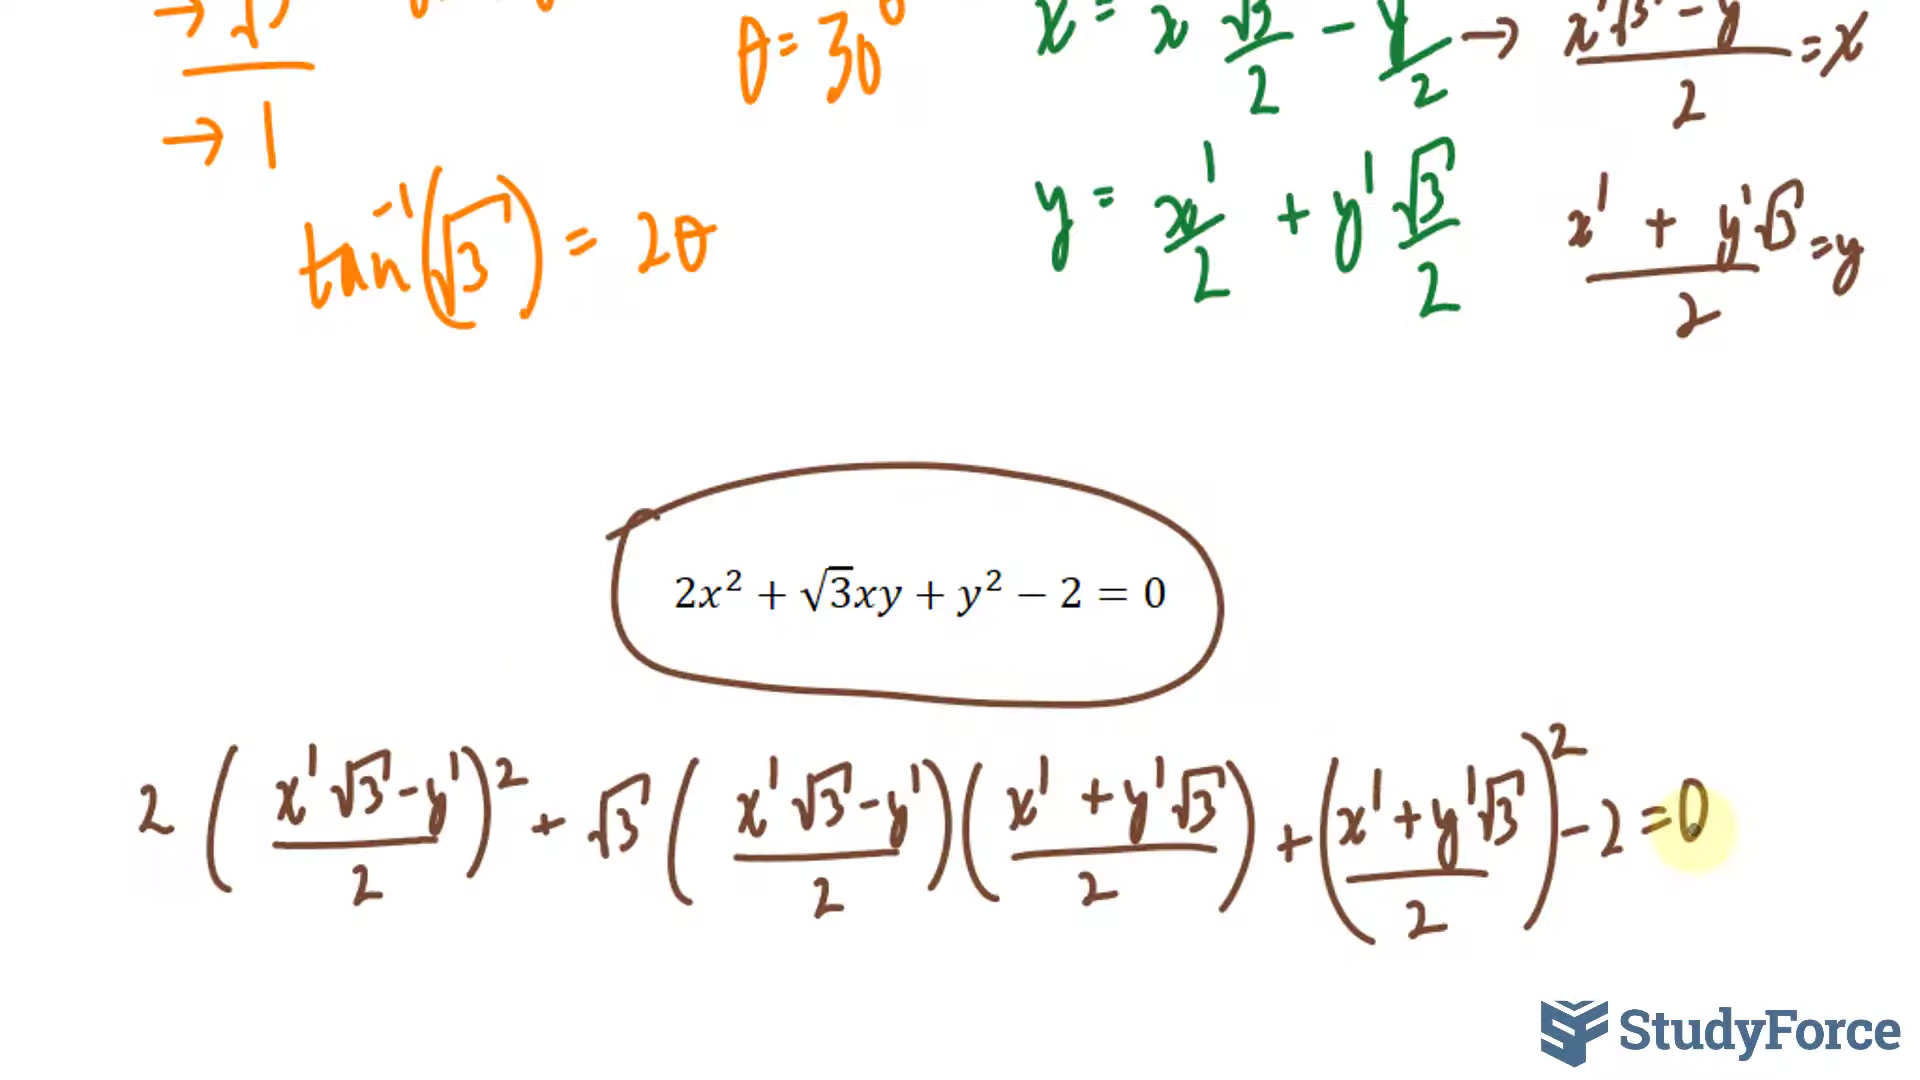 → √3
→ 1
θ = 30°
x = x √3/2 − y/2 → x'√3 − y / 2 = x
tan⁻¹(√3) = 2θ
y = x'/2 + y' √3/2
x' + y'√3 / 2 = y
2x² + √3xy + y² − 2 = 0
2 ( x'√3 − y' / 2 )² + √3 ( x'√3 − y' / 2 ) ( x' + y'√3 / 2 ) + ( x' + y'√3 / 2 )² − 2 = 0
StudyForce